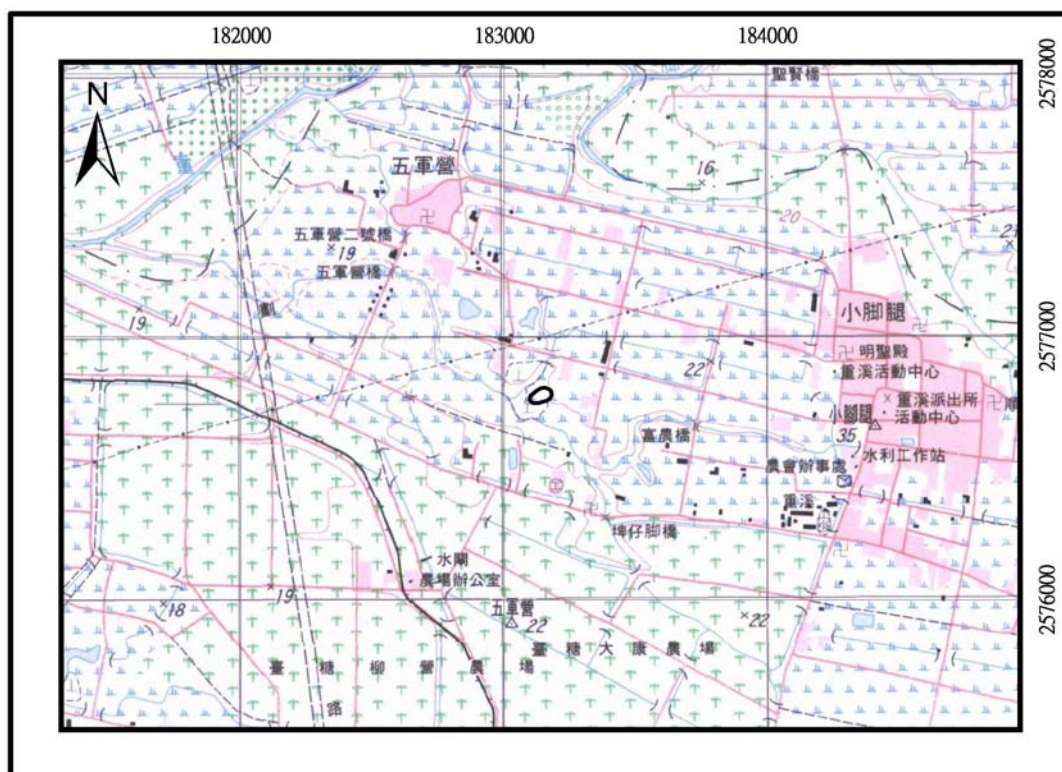 182000 183000 184000
2578000
聖賢橋
N
16
五軍營
20
五軍營二號橋
19
21
五軍營橋
劃
19
小腳腿
2577000
明聖殿
22
重溪活動中心
重溪派出所
小腳腿 活動中心
35
富農橋
水利工作站
農會辦事處
重溪
埤仔腳橋
水閘
農場辦公室
19
18
五軍營
22
22
2576000
臺糖大康農場
臺糖柳營農場
路